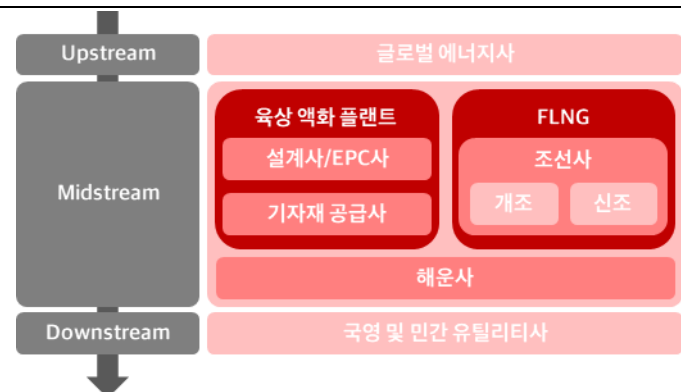 Upstream
글로벌 에너지사
Midstream
육상 액화 플랜트
설계사/EPC사
기자재 공급사
FLNG
조선사
개조
신조
해운사
Downstream
국영 및 민간 유틸리티사